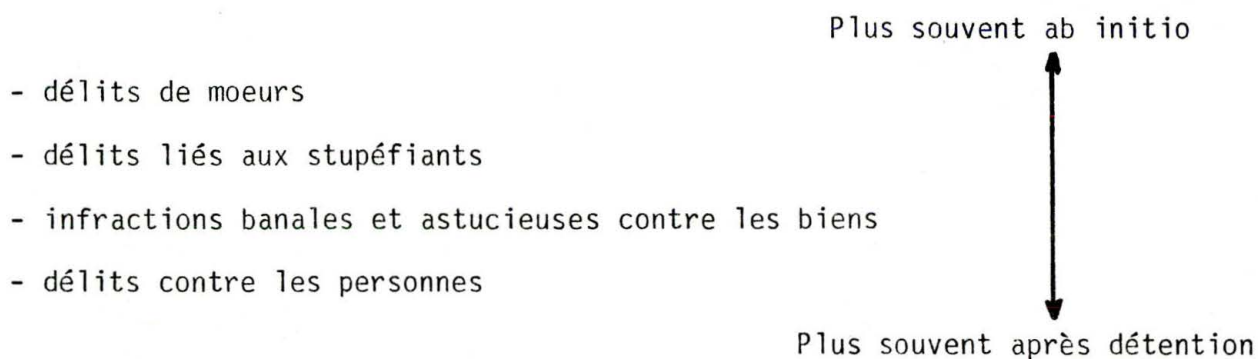 Plus souvent ab initio
- délits de moeurs
- délits liés aux stupéfiants
- infractions banales et astucieuses contre les biens
- délits contre les personnes
Plus souvent après détention